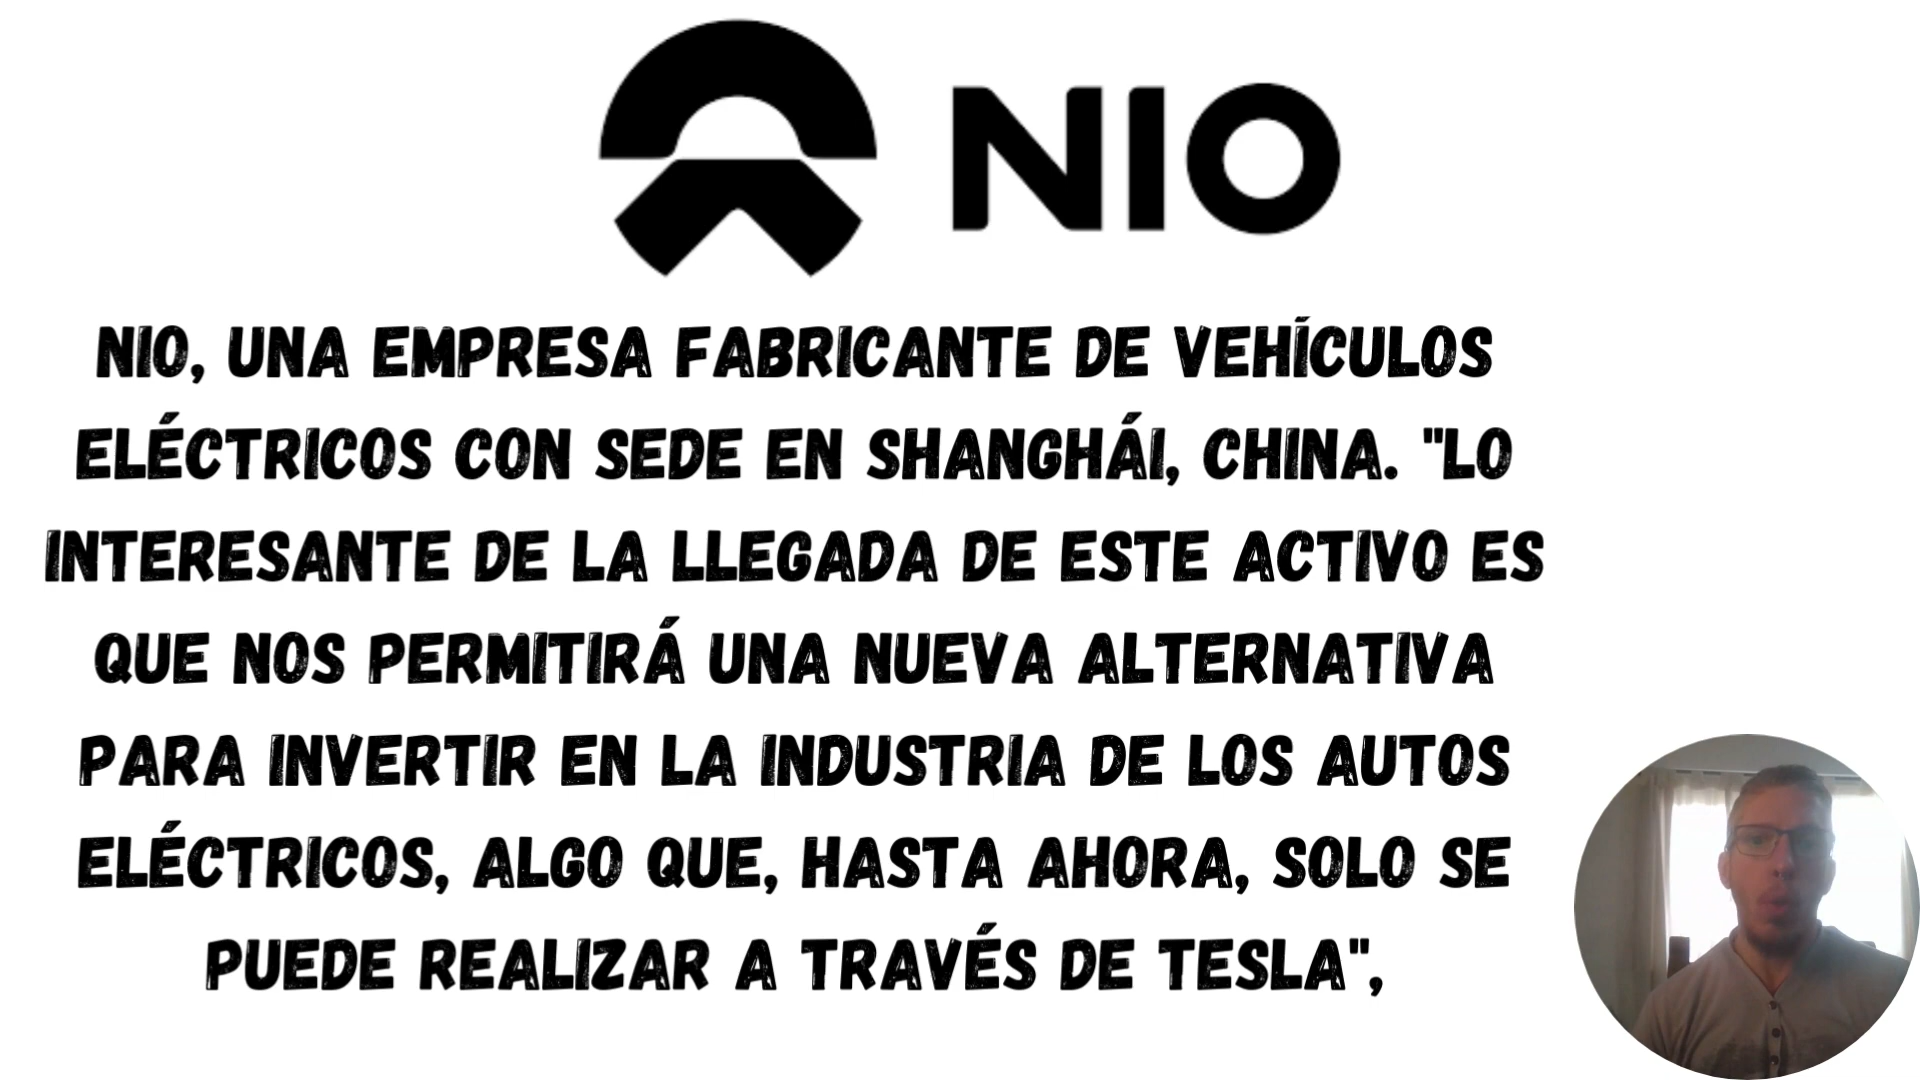 NIO
NIO, UNA EMPRESA FABRICANTE DE VEHÍCULOS
ELÉCTRICOS CON SEDE EN SHANGHÁI, CHINA. "LO
INTERESANTE DE LA LLEGADA DE ESTE ACTIVO ES
QUE NOS PERMITIRÁ UNA NUEVA ALTERNATIVA
PARA INVERTIR EN LA INDUSTRIA DE LOS AUTOS
ELÉCTRICOS, ALGO QUE, HASTA AHORA, SOLO SE
PUEDE REALIZAR A TRAVÉS DE TESLA",